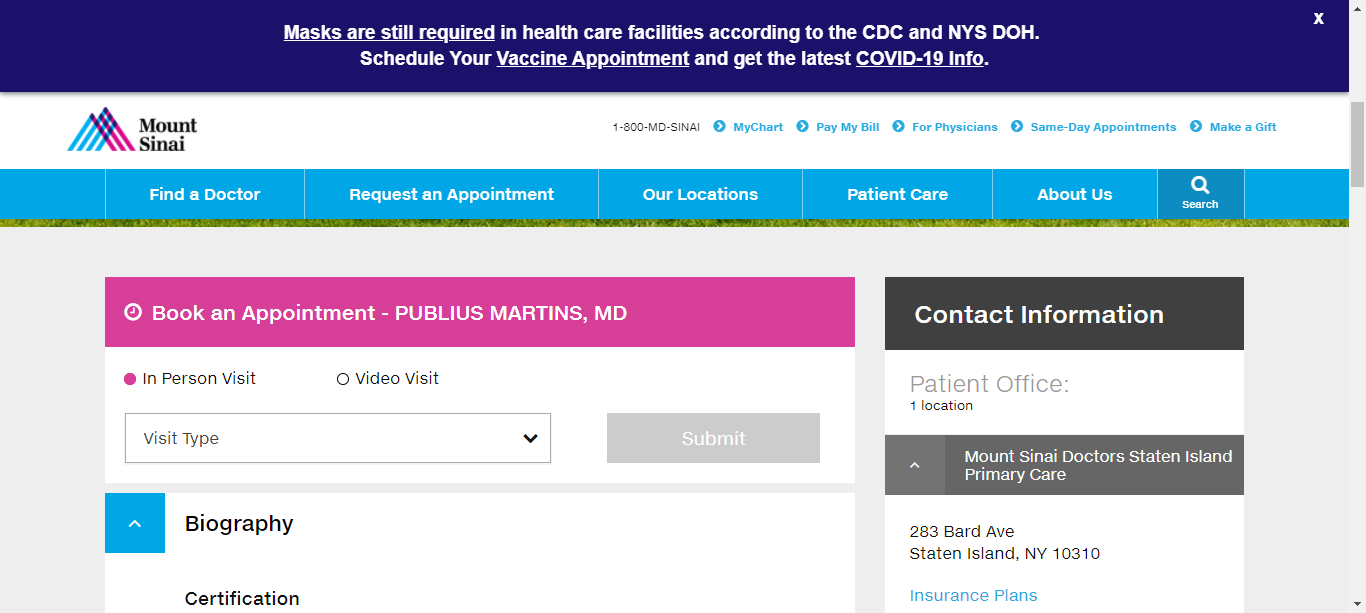 Masks are still required in health care facilities according to the CDC and NYS DOH.
Schedule Your Vaccine Appointment and get the latest COVID-19 Info.
X
Mount
Sinai
1-800-MD-SINAI MyChart Pay My Bill For Physicians Same-Day Appointments Make a Gift
Find a Doctor Request an Appointment Our Locations Patient Care About Us Search
Book an Appointment - PUBLIUS MARTINS, MD
In Person Visit Video Visit
Visit Type Submit
Biography
Certification
Contact Information
Patient Office:
1 location
Mount Sinai Doctors Staten Island
Primary Care
283 Bard Ave
Staten Island, NY 10310
Insurance Plans